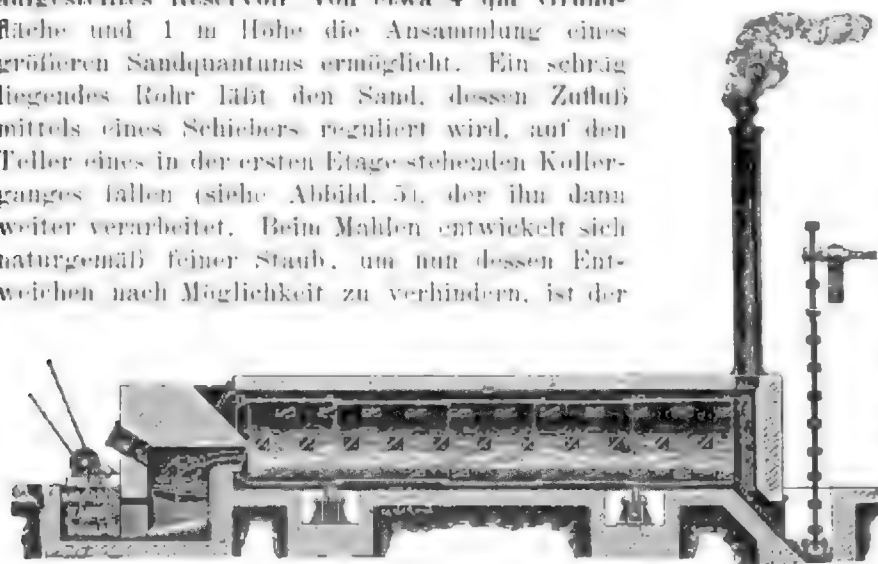 aufgestelltes Reservoir von etwa 4 qm Grund-
fläche und 1 m Höhe die Ansammlung eines
größeren Sandquantums ermöglicht. Ein schräg
liegendes Rohr läßt den Sand, dessen Zufluß
mittels eines Schiebers reguliert wird, auf den
Teller eines in der ersten Etage stehenden Koller-
ganges fallen (siehe Abbild. 5), der ihn dann
weiter verarbeitet. Beim Mahlen entwickelt sich
naturgemäß feiner Staub, um nun dessen Ent-
weichen nach Möglichkeit zu verhindern, ist der